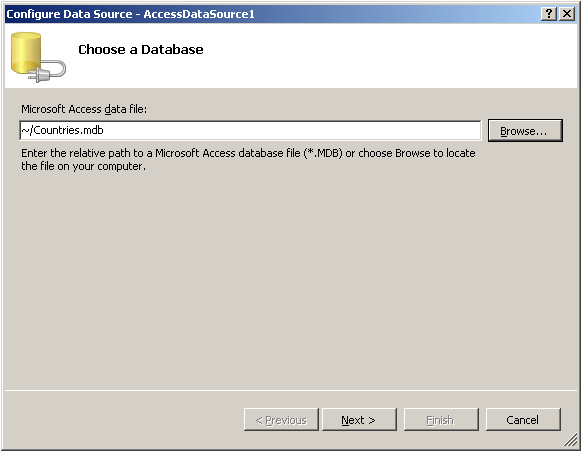 Configure Data Source - AccessDataSource1
Choose a Database
Microsoft Access data file:
~/Countries.mdb
Browse...
Enter the relative path to a Microsoft Access database file (*.MDB) or choose Browse to locate
the file on your computer.
< Previous
Next >
Finish
Cancel